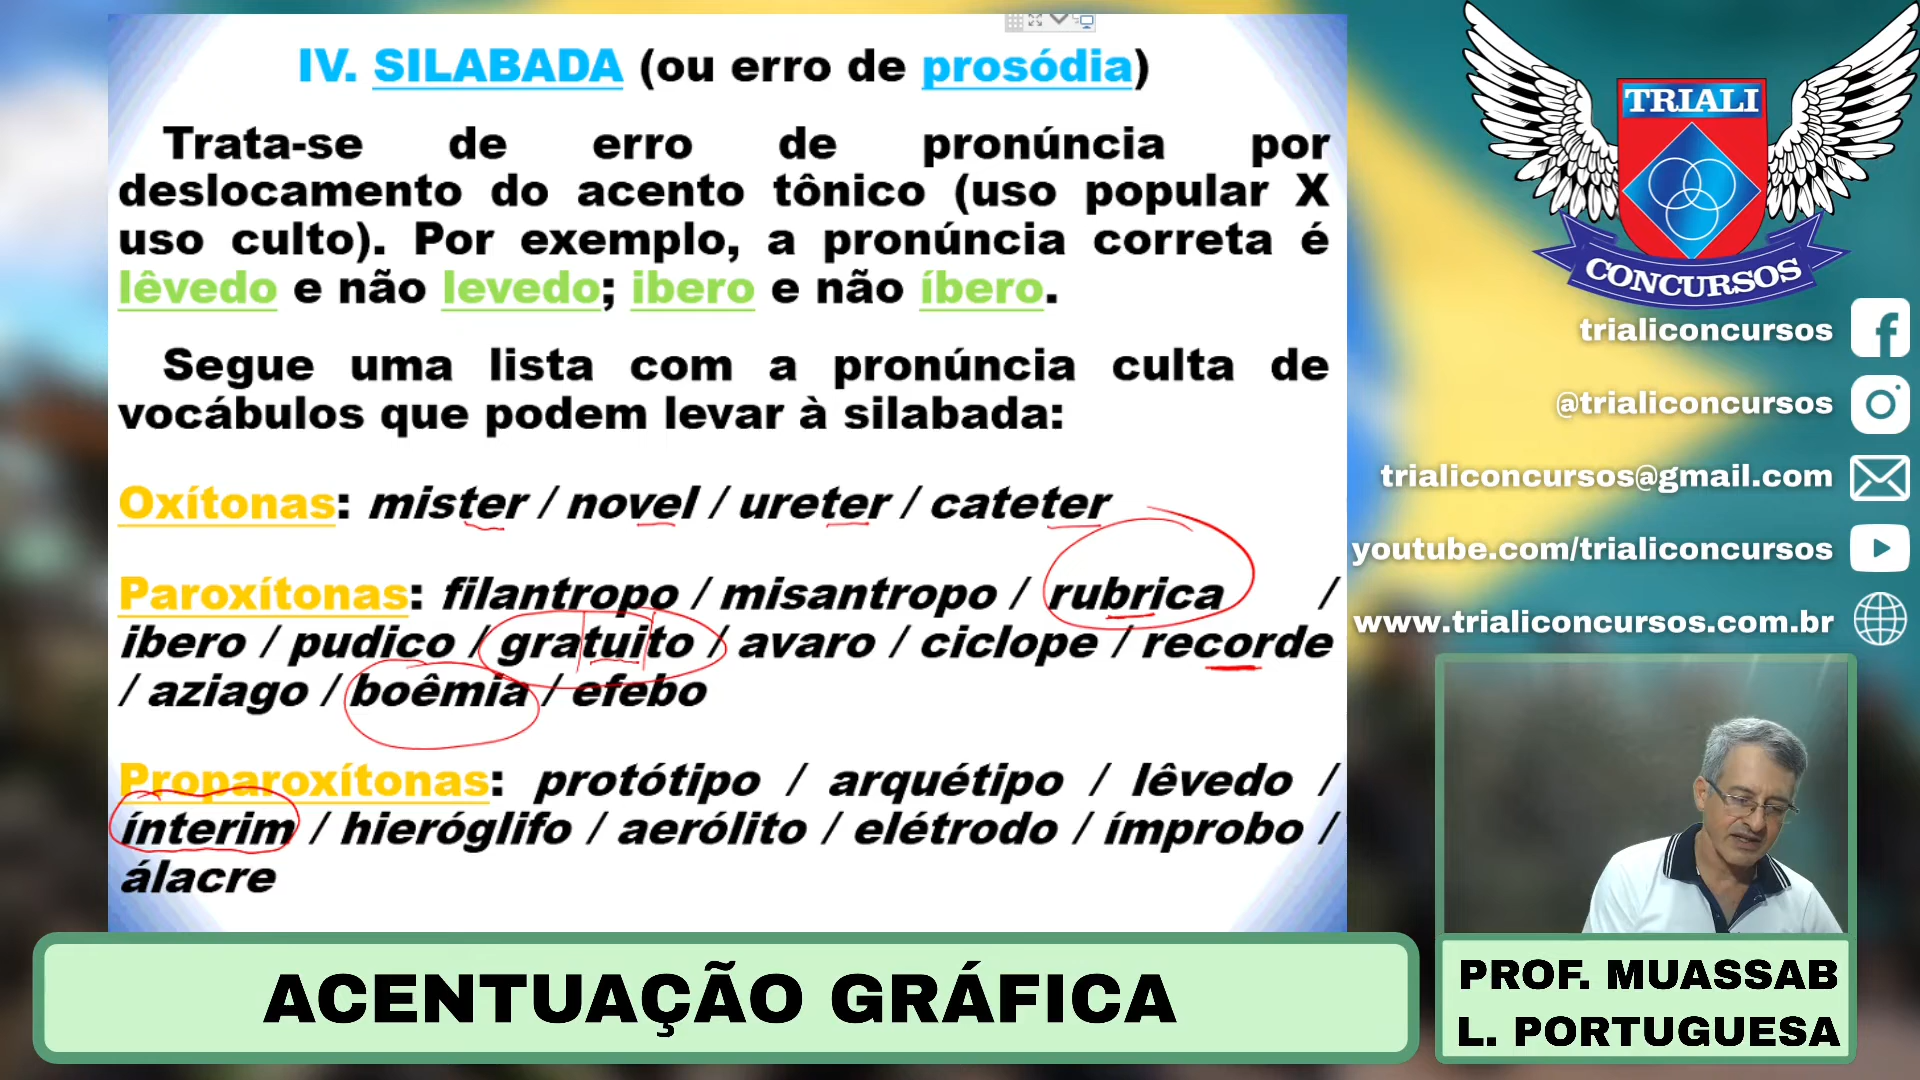 IV. SILABADA (ou erro de prosódia)
Trata-se de erro de pronúncia por
deslocamento do acento tônico (uso popular X
uso culto). Por exemplo, a pronúncia correta é
lêvedo e não levedo; ibero e não íbero.
Segue uma lista com a pronúncia culta de
vocábulos que podem levar à silabada:
Oxítonas: mister / novel / ureter / cateter
Paroxítonas: filantropo / misantropo / rubrica /
ibero / pudico / gratuito / avaro / ciclope / recorde
/ aziago / boêmia / efebo
Proparoxítonas: protótipo / arquétipo / lêvedo /
ínterim / hieróglifo / aerólito / elétrodo / ímprobo /
álacre
TRIALI
CONCURSOS
trialiconcursos
@trialiconcursos
trialiconcursos@gmail.com
youtube.com/trialiconcursos
www.trialiconcursos.com.br
ACENTUAÇÃO GRÁFICA
PROF. MUASSAB
L. PORTUGUESA